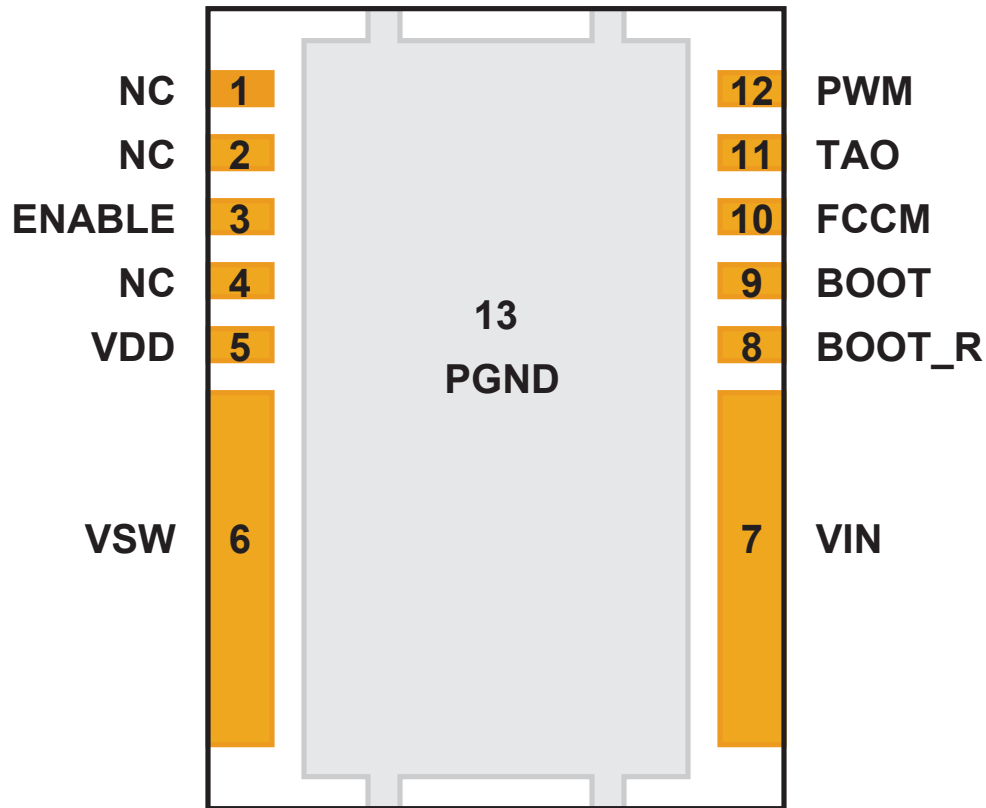 NC 1
NC 2
ENABLE 3
NC 4
VDD 5
VSW 6
13
PGND
12 PWM
11 TAO
10 FCCM
9 BOOT
8 BOOT_R
7 VIN